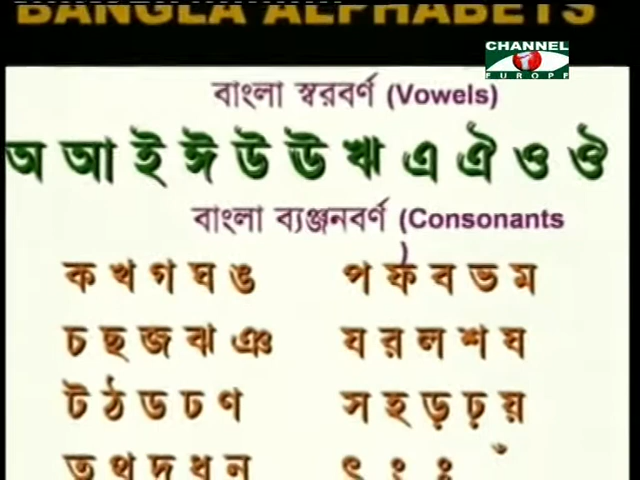 BANGLA ALPHABETS
CHANNEL
i
EUROPE
বাংলা স্বরবর্ণ (Vowels)
অ আ ই ঈ উ ঊ ঋ এ ঐ ও ঔ
বাংলা ব্যঞ্জনবর্ণ (Consonants
)
ক খ গ ঘ ঙ প ফ ব ভ ম
চ ছ জ ঝ ঞ য র ল শ ষ
ট ঠ ড ঢ ণ স হ ড় ঢ় য়
ত থ দ ধ ন ৎ ং ঃ ঁ